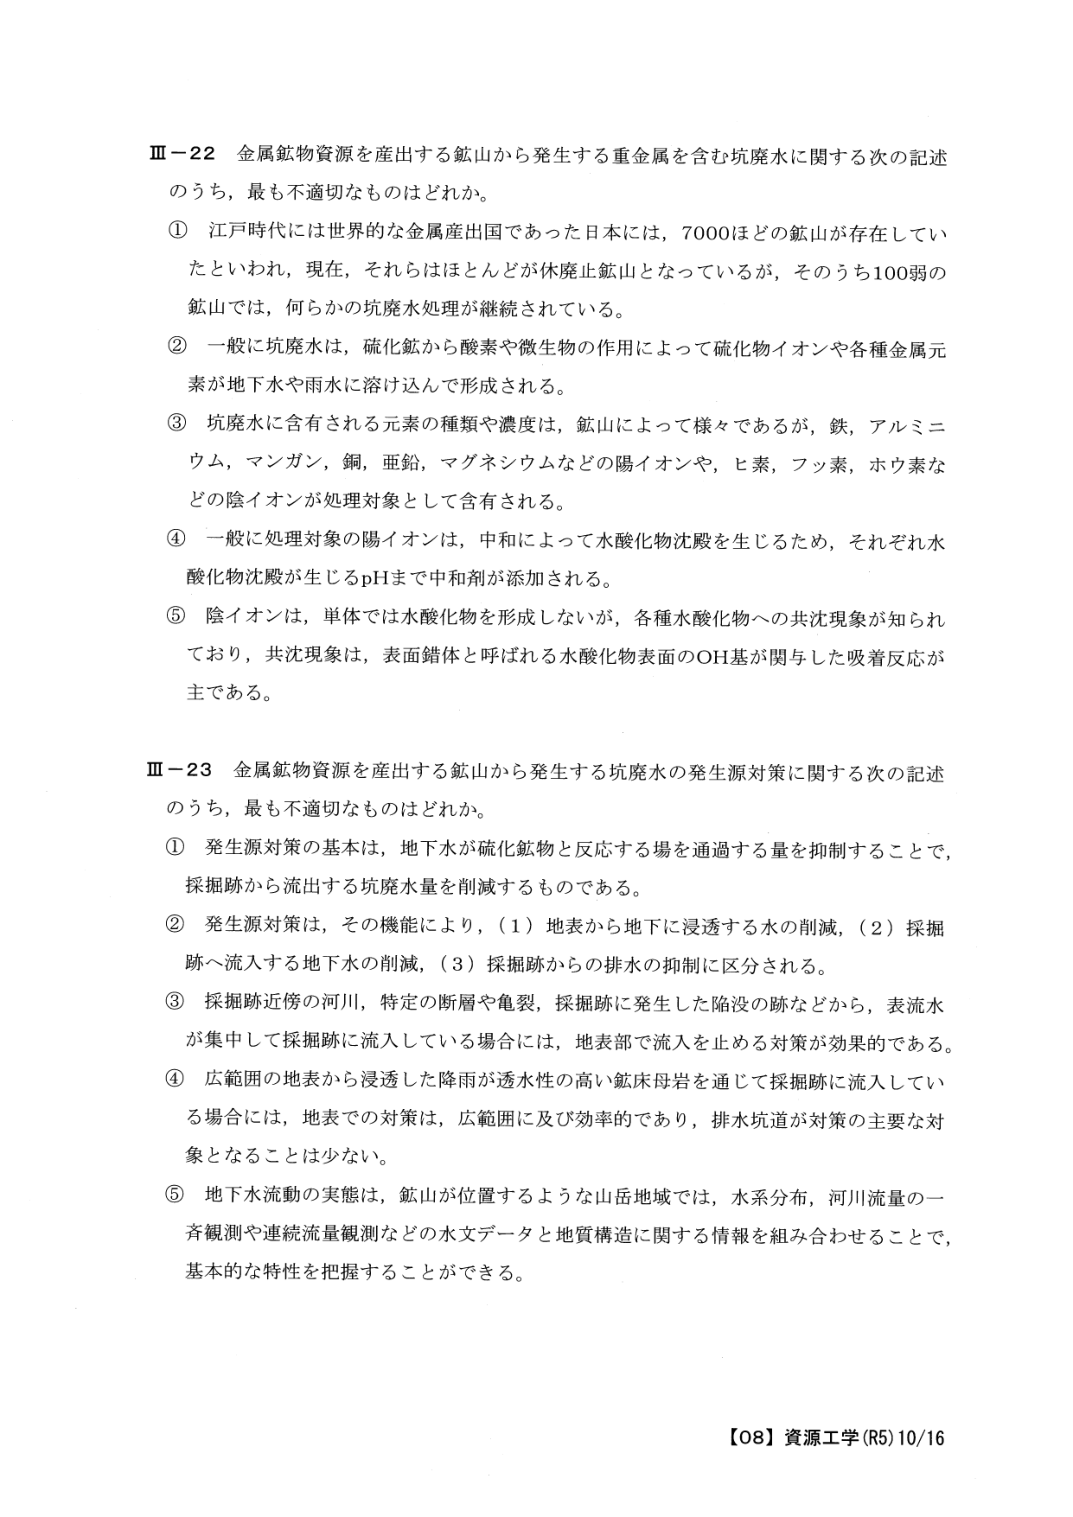 Ⅲ－22　金属鉱物資源を産出する鉱山から発生する重金属を含む坑廃水に関する次の記述
のうち，最も不適切なものはどれか。
①　江戸時代には世界的な金属産出国であった日本には，7000ほどの鉱山が存在してい
たといわれ，現在，それらはほとんどが休廃止鉱山となっているが，そのうち100弱の
鉱山では，何らかの坑廃水処理が継続されている。
②　一般に坑廃水は，硫化鉱から酸素や微生物の作用によって硫化物イオンや各種金属元
素が地下水や雨水に溶け込んで形成される。
③　坑廃水に含有される元素の種類や濃度は，鉱山によって様々であるが，鉄，アルミニ
ウム，マンガン，銅，亜鉛，マグネシウムなどの陽イオンや，ヒ素，フッ素，ホウ素な
どの陰イオンが処理対象として含有される。
④　一般に処理対象の陽イオンは，中和によって水酸化物沈殿を生じるため，それぞれ水
酸化物沈殿が生じるpHまで中和剤が添加される。
⑤　陰イオンは，単体では水酸化物を形成しないが，各種水酸化物への共沈現象が知られ
ており，共沈現象は，表面錯体と呼ばれる水酸化物表面のOH基が関与した吸着反応が
主である。
Ⅲ－23　金属鉱物資源を産出する鉱山から発生する坑廃水の発生源対策に関する次の記述
のうち，最も不適切なものはどれか。
①　発生源対策の基本は，地下水が硫化鉱物と反応する場を通過する量を抑制することで，
採掘跡から流出する坑廃水量を削減するものである。
②　発生源対策は，その機能により，（1）地表から地下に浸透する水の削減，（2）採掘
跡へ流入する地下水の削減，（3）採掘跡からの排水の抑制に区分される。
③　採掘跡近傍の河川，特定の断層や亀裂，採掘跡に発生した陥没の跡などから，表流水
が集中して採掘跡に流入している場合には，地表部で流入を止める対策が効果的である。
④　広範囲の地表から浸透した降雨が透水性の高い鉱床母岩を通じて採掘跡に流入してい
る場合には，地表での対策は，広範囲に及び効率的であり，排水坑道が対策の主要な対
象となることは少ない。
⑤　地下水流動の実態は，鉱山が位置するような山岳地域では，水系分布，河川流量の一
斉観測や連続流量観測などの水文データと地質構造に関する情報を組み合わせることで，
基本的な特性を把握することができる。
【08】資源工学(R5)10/16